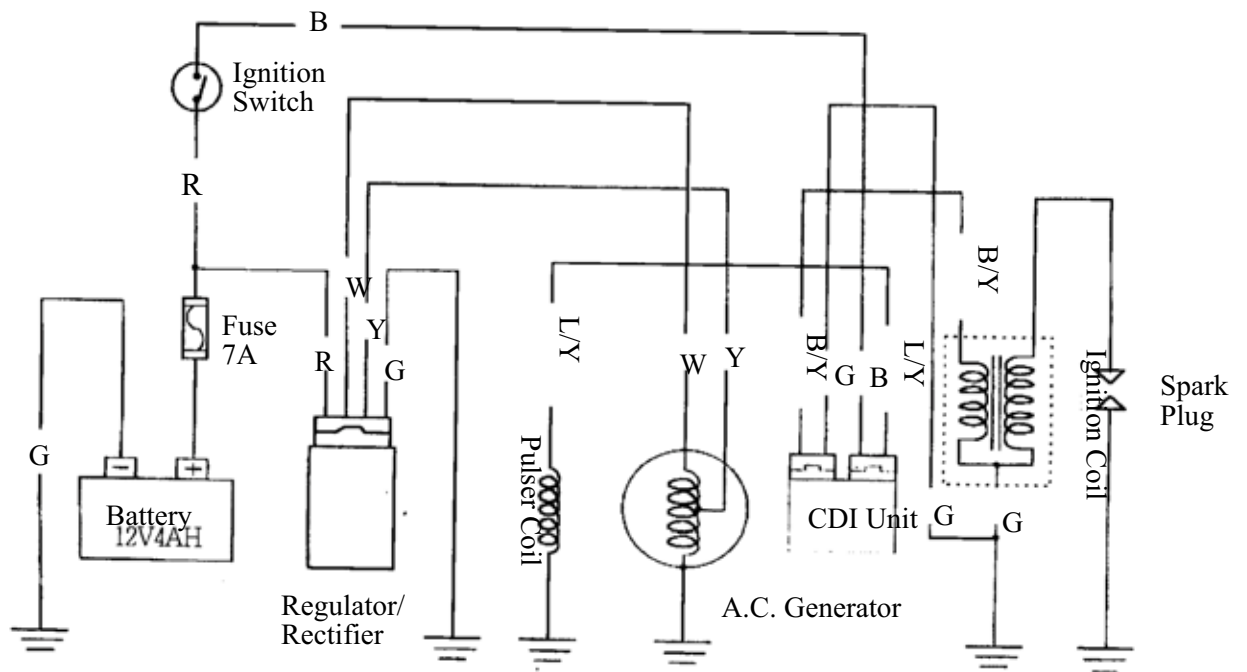 B
Ignition
Switch
R
Fuse
7A
G
- +
Battery
12V4AH
R
W
Y
G
Regulator/
Rectifier
L/Y
Pulser Coil
W
Y
A.C. Generator
B/Y
G
B
L/Y
CDI Unit
B/Y
G
G
Ignition Coil
Spark
Plug